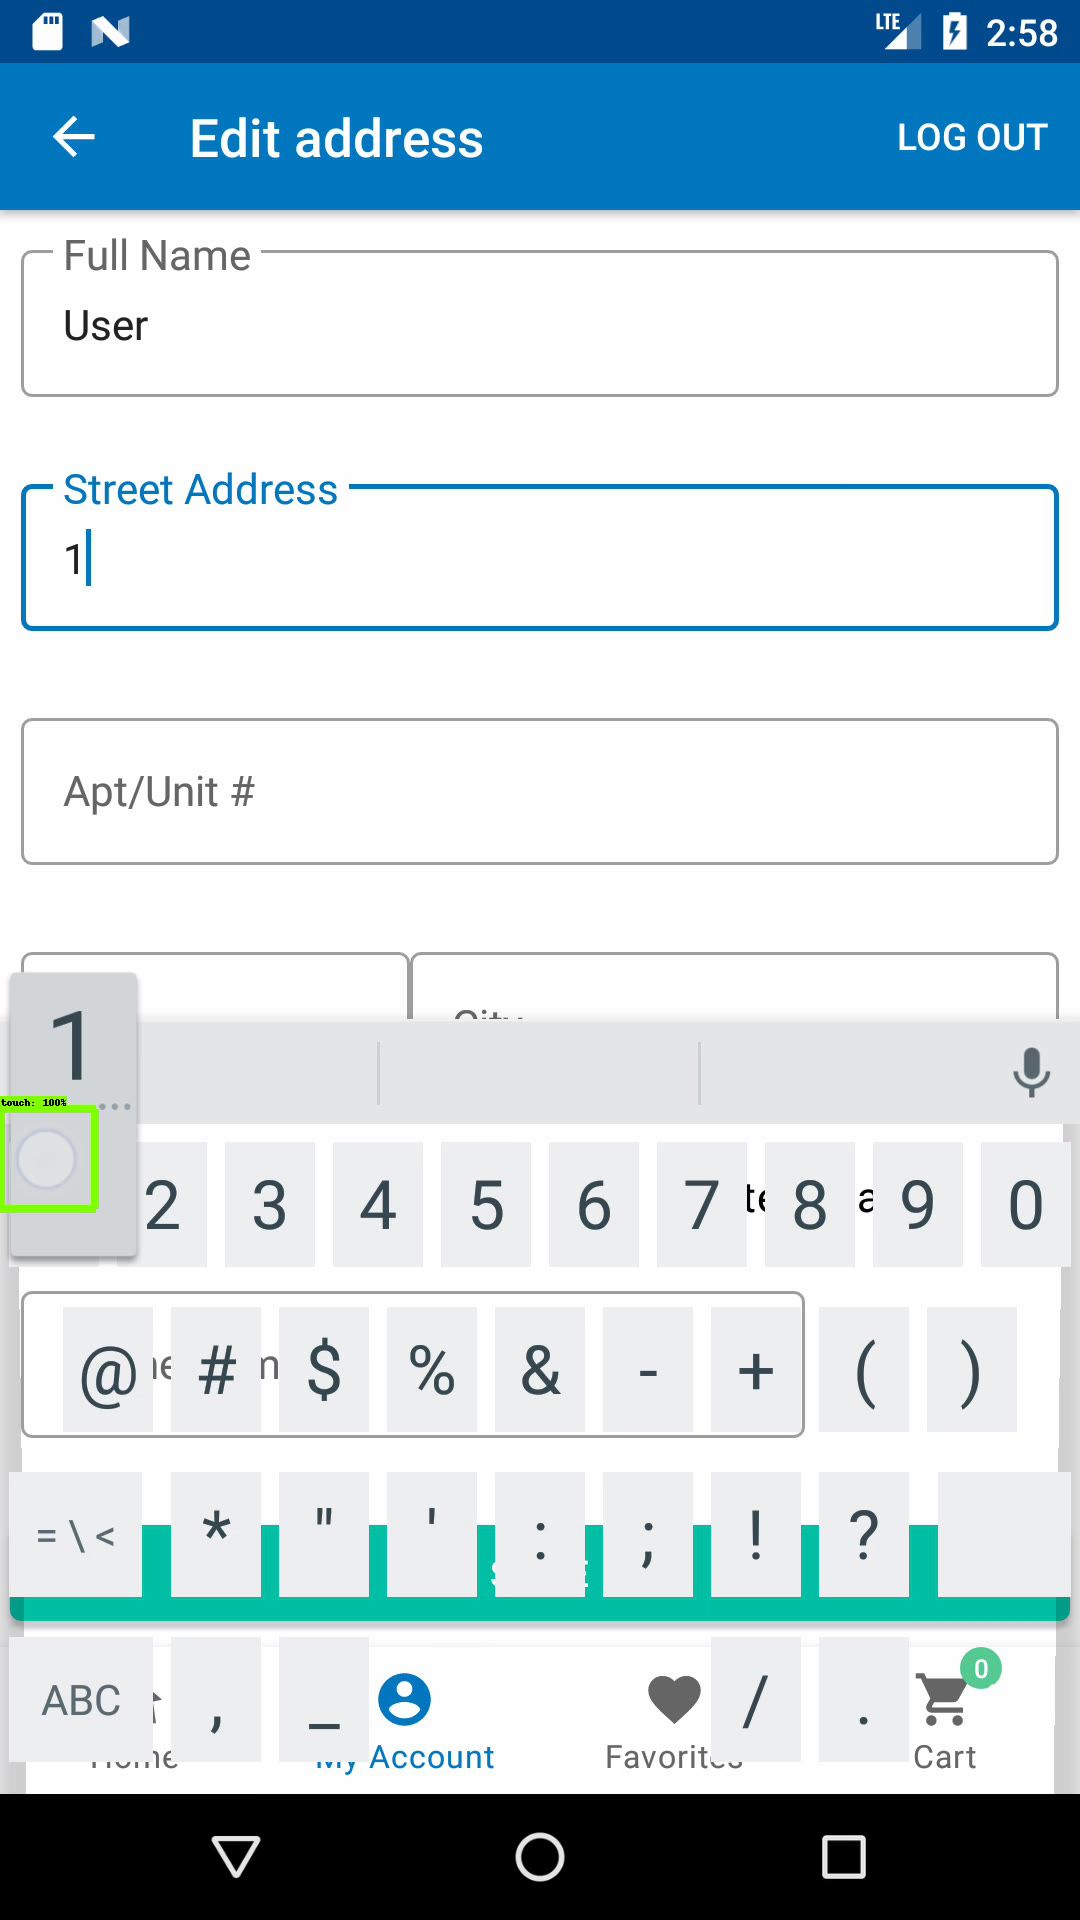 LTE 2:58
Edit address LOG OUT
Full Name
User
Street Address
1
Apt/Unit #
City
1
touch: 100%
2 3 4 5 6 7 8 9 0
@ # $ % & - + ( )
= \ < * " ' : ; ! ?
ABC , _ / .
0
Home My Account Favorites Cart